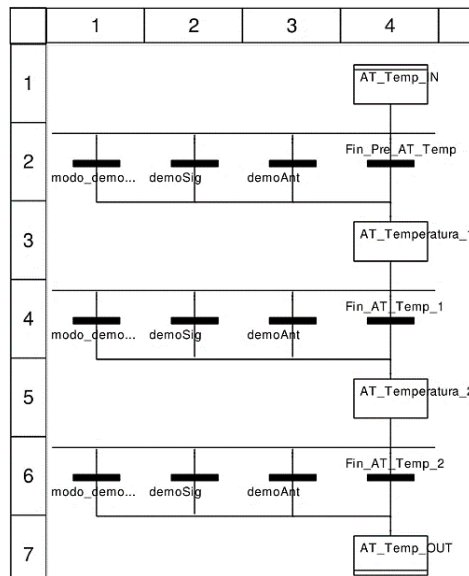 1 2 3 4
1
AT_Temp_IN
2
Fin_Pre_AT_Temp
modo_demo... demoSig demoAnt
3
AT_Temperatura_1
4
Fin_AT_Temp_1
modo_demo... demoSig demoAnt
5
AT_Temperatura_2
6
Fin_AT_Temp_2
modo_demo... demoSig demoAnt
7
AT_Temp_OUT